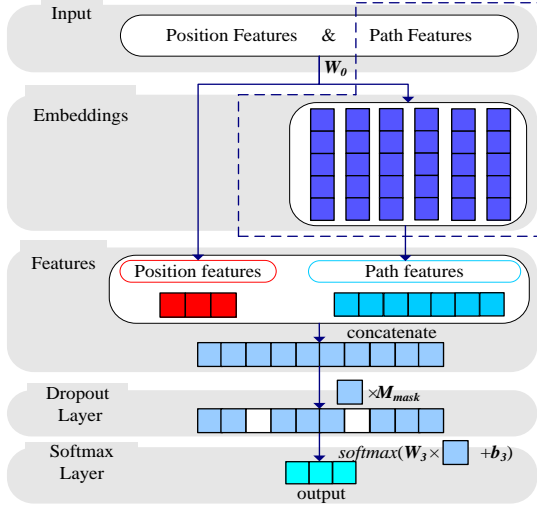 Input
Position Features & Path Features
W0
Embeddings
Features
Position features
Path features
concatenate
Dropout
Layer
×Mmask
Softmax
Layer
softmax(W3× +b3)
output